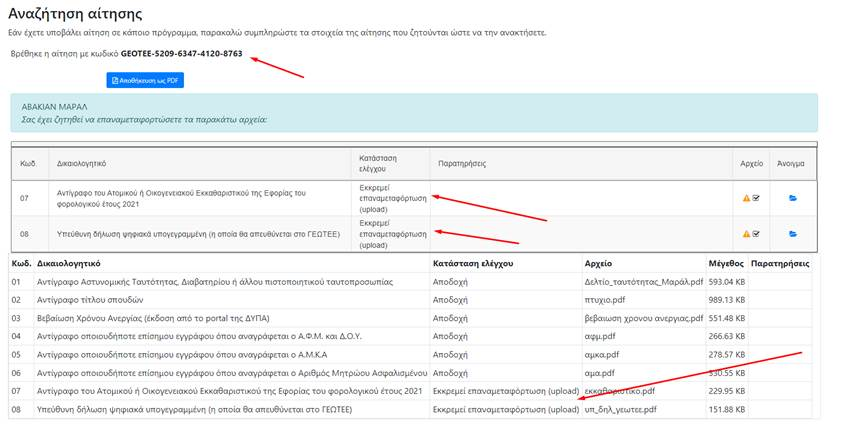 Αναζήτηση αίτησης
Εάν έχετε υποβάλει αίτηση σε κάποιο πρόγραμμα, παρακαλώ συμπληρώστε τα στοιχεία της αίτησης που ζητούνται ώστε να την ανακτήσετε.
Βρέθηκε η αίτηση με κωδικό GEOTEE-5209-6347-4120-8763
Αποθήκευση ως PDF
ΑΒΑΚΙΑΝ ΜΑΡΑΛ
Σας έχει ζητηθεί να επαναμεταφορτώσετε τα παρακάτω αρχεία:
Κωδ. Δικαιολογητικό Κατάσταση ελέγχου Παρατηρήσεις Αρχείο Άνοιγμα
07 Αντίγραφο του Ατομικού ή Οικογενειακού Εκκαθαριστικού της Εφορίας του φορολογικού έτους 2021 Εκκρεμεί επαναμεταφόρτωση (upload)
08 Υπεύθυνη δήλωση ψηφιακά υπογεγραμμένη (η οποία θα απευθύνεται στο ΓΕΩΤΕΕ) Εκκρεμεί επαναμεταφόρτωση (upload)
Κωδ. Δικαιολογητικό Κατάσταση ελέγχου Αρχείο Μέγεθος Παρατηρήσεις
01 Αντίγραφο Αστυνομικής Ταυτότητας, Διαβατηρίου ή άλλου πιστοποιητικού ταυτοπροσωπίας Αποδοχή Δελτίο_ταυτότητας_Μαράλ.pdf 593.04 KB
02 Αντίγραφο τίτλου σπουδών Αποδοχή πτυχιο.pdf 989.13 KB
03 Βεβαίωση Χρόνου Ανεργίας (έκδοση από το portal της ΔΥΠΑ) Αποδοχή βεβαιωση χρονου ανεργιας.pdf 551.48 KB
04 Αντίγραφο οποιουδήποτε επίσημου εγγράφου όπου αναγράφεται ο Α.Φ.Μ. και Δ.Ο.Υ. Αποδοχή αφμ.pdf 266.63 KB
05 Αντίγραφο οποιουδήποτε επίσημου εγγράφου όπου αναγράφεται ο Α.Μ.Κ.Α Αποδοχή αμκα.pdf 278.57 KB
06 Αντίγραφο οποιουδήποτε επίσημου εγγράφου όπου αναγράφεται ο Αριθμός Μητρώου Ασφαλισμένου Αποδοχή αμα.pdf 530.55 KB
07 Αντίγραφο του Ατομικού ή Οικογενειακού Εκκαθαριστικού της Εφορίας του φορολογικού έτους 2021 Εκκρεμεί επαναμεταφόρτωση (upload) εκκαθαριστικο.pdf 229.95 KB
08 Υπεύθυνη δήλωση ψηφιακά υπογεγραμμένη (η οποία θα απευθύνεται στο ΓΕΩΤΕΕ) Εκκρεμεί επαναμεταφόρτωση (upload) υπ_δηλ_γεωτεε.pdf 151.88 KB